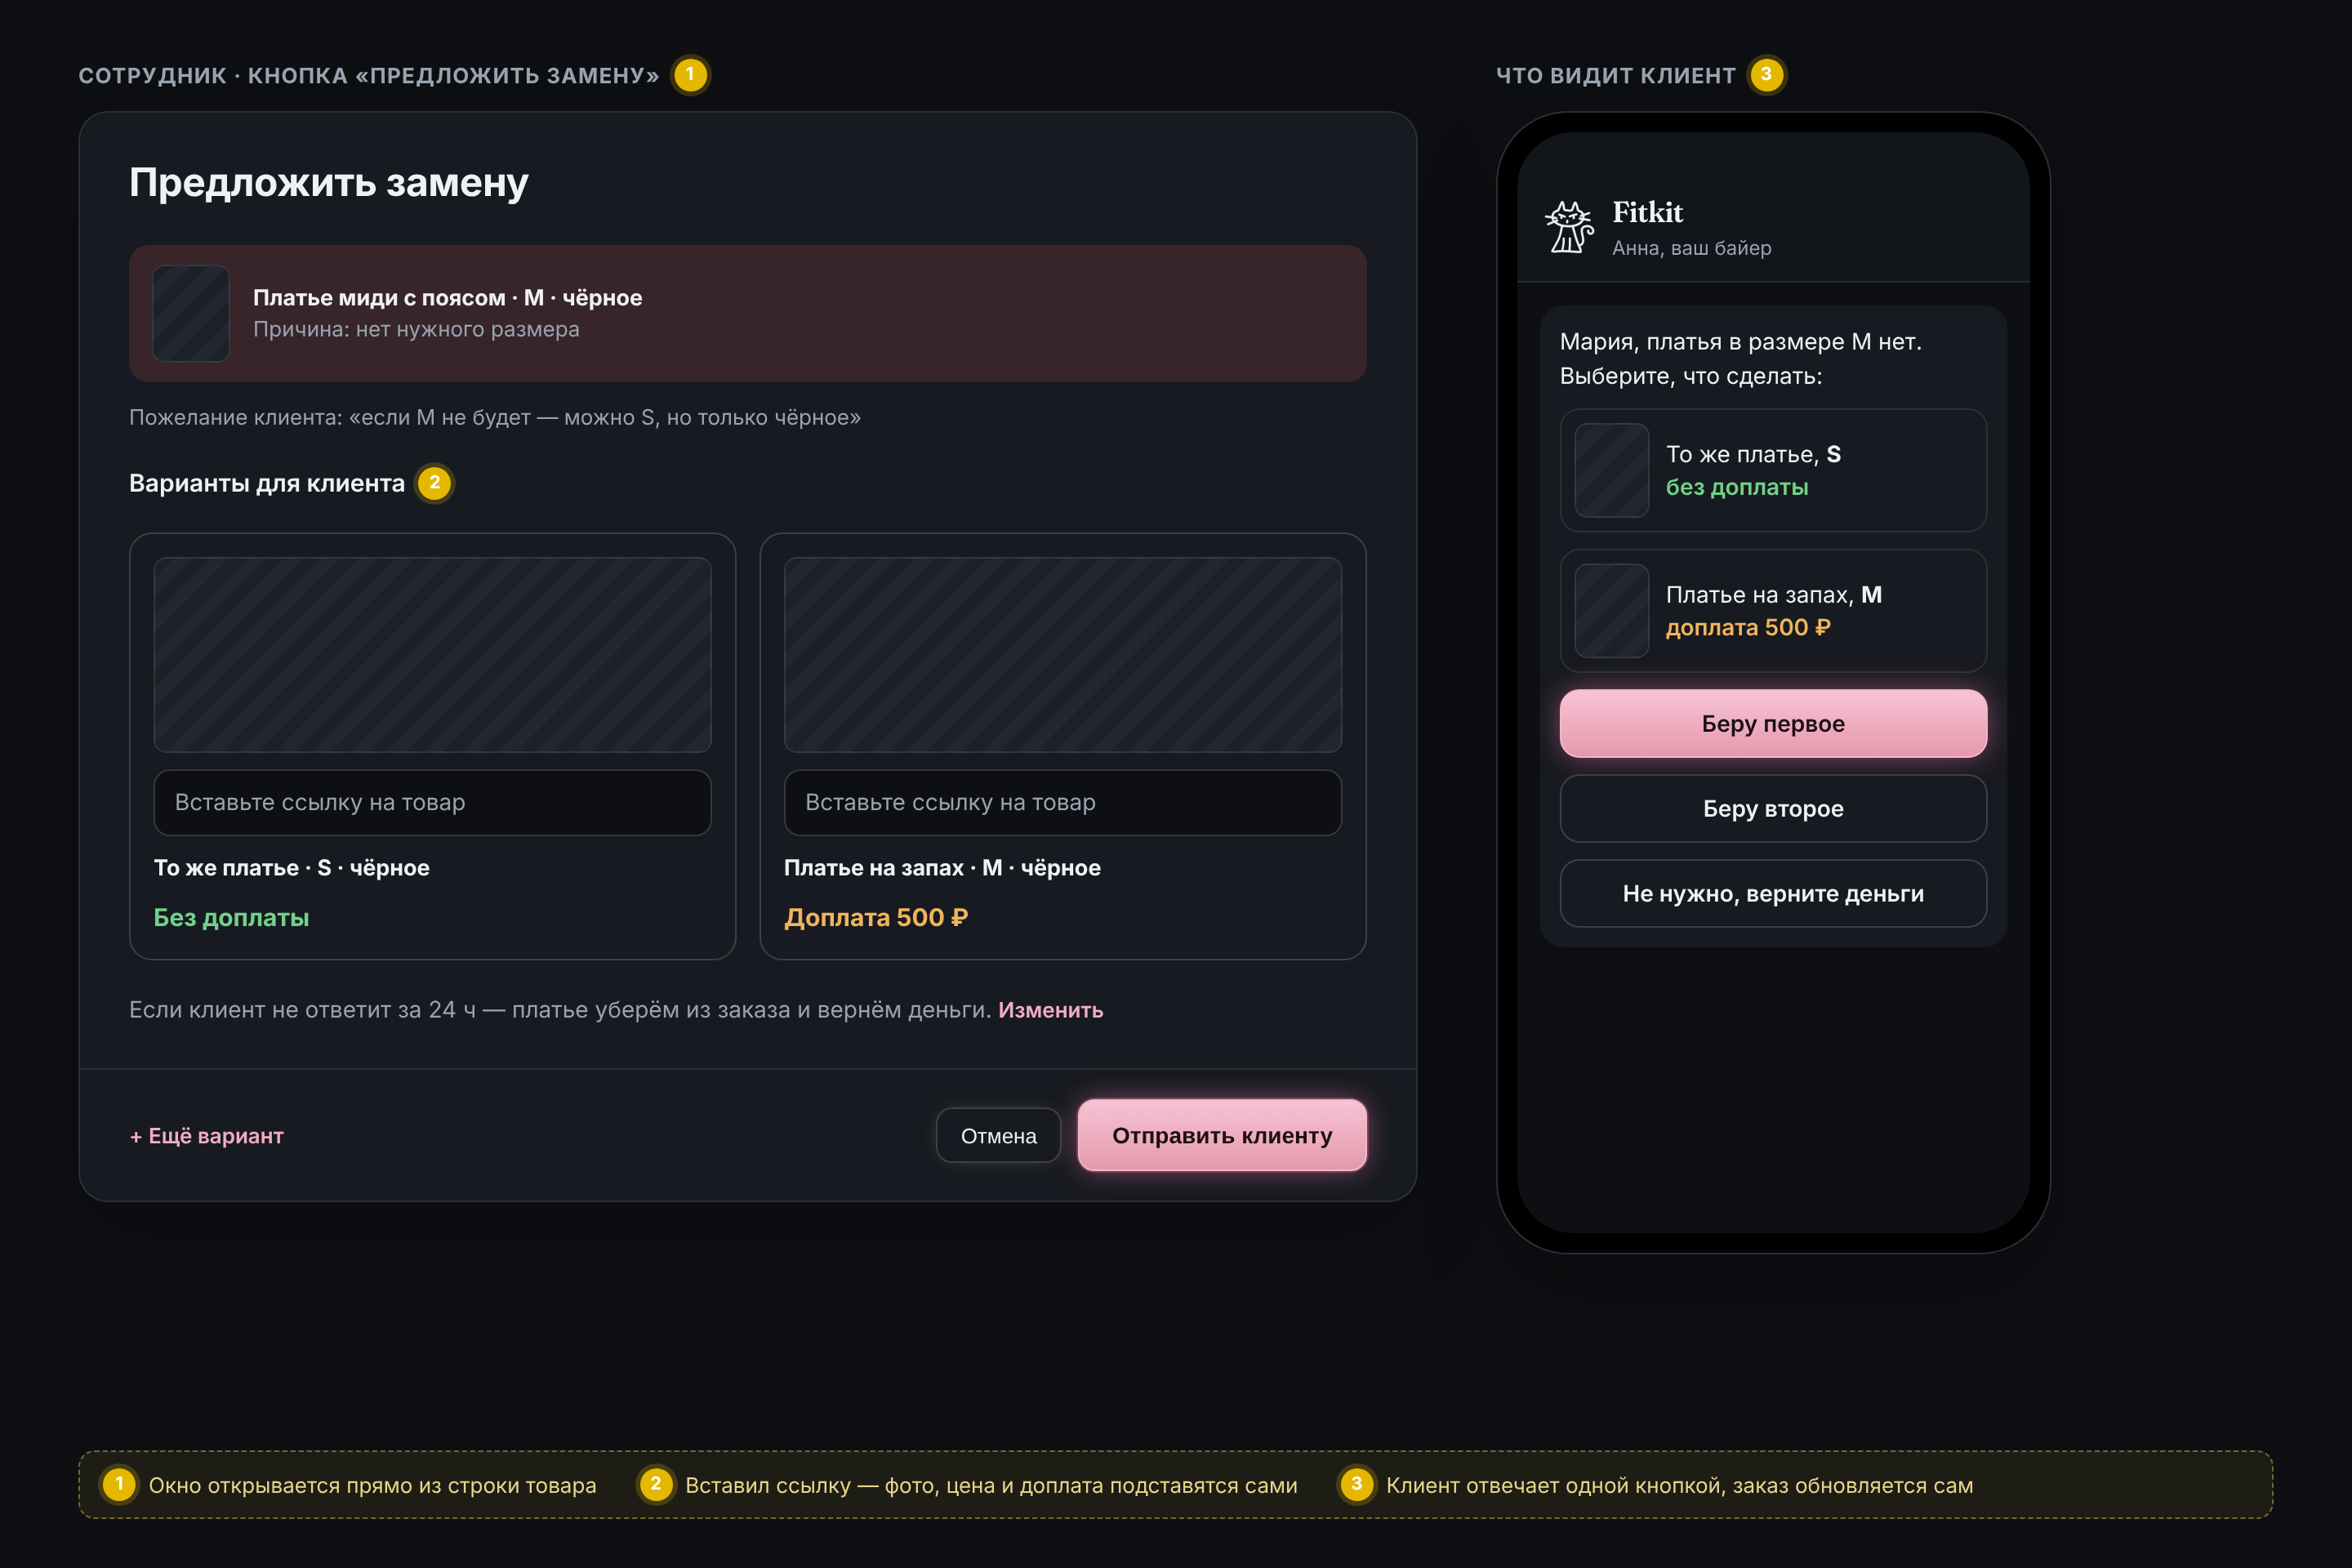 СОТРУДНИК · КНОПКА «ПРЕДЛОЖИТЬ ЗАМЕНУ» 1
Предложить замену
Платье миди с поясом · M · чёрное
Причина: нет нужного размера
Пожелание клиента: «если M не будет — можно S, но только чёрное»
Варианты для клиента 2
Вставьте ссылку на товар
То же платье · S · чёрное
Без доплаты
Вставьте ссылку на товар
Платье на запах · M · чёрное
Доплата 500 ₽
Если клиент не ответит за 24 ч — платье уберём из заказа и вернём деньги. Изменить
+ Ещё вариант
Отмена
Отправить клиенту
ЧТО ВИДИТ КЛИЕНТ 3
Fitkit
Анна, ваш байер
Мария, платья в размере M нет.
Выберите, что сделать:
То же платье, S
без доплаты
Платье на запах, M
доплата 500 ₽
Беру первое
Беру второе
Не нужно, верните деньги
1 Окно открывается прямо из строки товара
2 Вставил ссылку — фото, цена и доплата подставятся сами
3 Клиент отвечает одной кнопкой, заказ обновляется сам